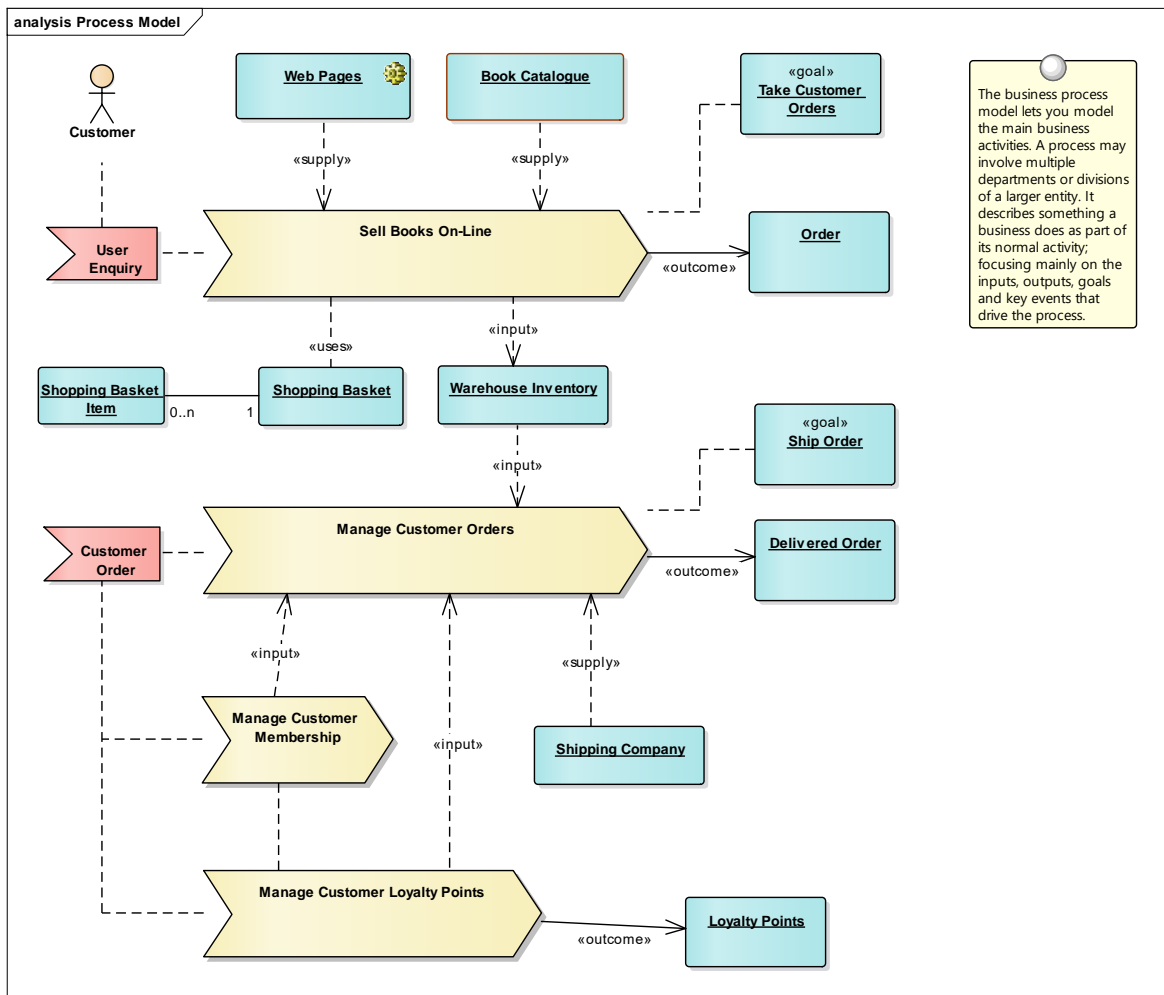 analysis Process Model
Customer
Web Pages
Book Catalogue
«goal»
Take Customer
Orders
The business process
model lets you model
the main business
activities. A process may
involve multiple
departments or divisions
of a larger entity. It
describes something a
business does as part of
its normal activity;
focusing mainly on the
inputs, outputs, goals
and key events that
drive the process.
«supply»
«supply»
User
Enquiry
Sell Books On-Line
«outcome»
Order
«uses»
«input»
Shopping Basket
Item
0..n
1
Shopping Basket
Warehouse Inventory
«input»
«goal»
Ship Order
Customer
Order
Manage Customer Orders
«outcome»
Delivered Order
«input»
«input»
«supply»
Manage Customer
Membership
Shipping Company
Manage Customer Loyalty Points
«outcome»
Loyalty Points